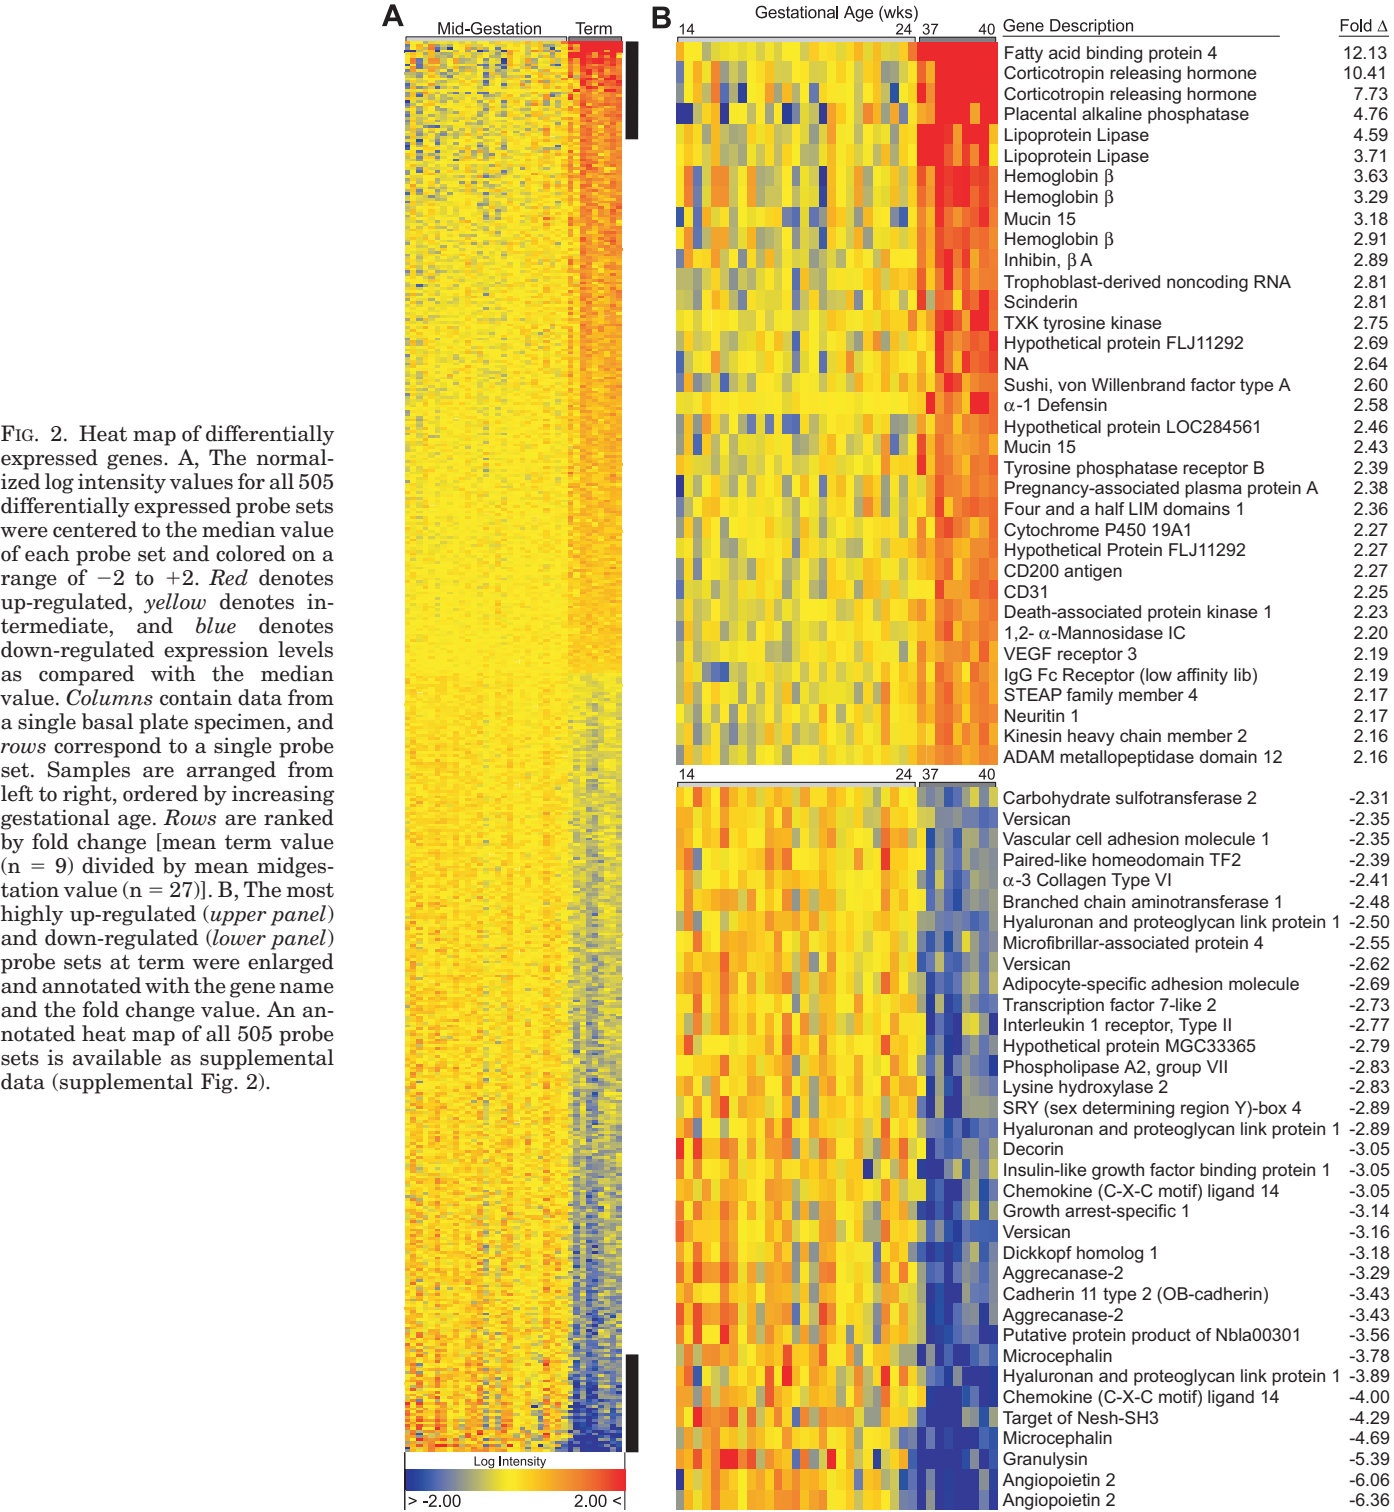 A
Mid-Gestation Term
B
Gestational Age (wks)
14 24 37 40
Gene Description Fold Δ
Fatty acid binding protein 4 12.13
Corticotropin releasing hormone 10.41
Corticotropin releasing hormone 7.73
Placental alkaline phosphatase 4.76
Lipoprotein Lipase 4.59
Lipoprotein Lipase 3.71
Hemoglobin β 3.63
Hemoglobin β 3.29
Mucin 15 3.18
Hemoglobin β 2.91
Inhibin, β A 2.89
Trophoblast-derived noncoding RNA 2.81
Scinderin 2.81
TXK tyrosine kinase 2.75
Hypothetical protein FLJ11292 2.69
NA 2.64
Sushi, von Willenbrand factor type A 2.60
α-1 Defensin 2.58
Hypothetical protein LOC284561 2.46
Mucin 15 2.43
Tyrosine phosphatase receptor B 2.39
Pregnancy-associated plasma protein A 2.38
Four and a half LIM domains 1 2.36
Cytochrome P450 19A1 2.27
Hypothetical Protein FLJ11292 2.27
CD200 antigen 2.27
CD31 2.25
Death-associated protein kinase 1 2.23
1,2- α-Mannosidase IC 2.20
VEGF receptor 3 2.19
IgG Fc Receptor (low affinity Iib) 2.19
STEAP family member 4 2.17
Neuritin 1 2.17
Kinesin heavy chain member 2 2.16
ADAM metallopeptidase domain 12 2.16
14 24 37 40
Carbohydrate sulfotransferase 2 -2.31
Versican -2.35
Vascular cell adhesion molecule 1 -2.35
Paired-like homeodomain TF2 -2.39
α-3 Collagen Type VI -2.41
Branched chain aminotransferase 1 -2.48
Hyaluronan and proteoglycan link protein 1 -2.50
Microfibrillar-associated protein 4 -2.55
Versican -2.62
Adipocyte-specific adhesion molecule -2.69
Transcription factor 7-like 2 -2.73
Interleukin 1 receptor, Type II -2.77
Hypothetical protein MGC33365 -2.79
Phospholipase A2, group VII -2.83
Lysine hydroxylase 2 -2.83
SRY (sex determining region Y)-box 4 -2.89
Hyaluronan and proteoglycan link protein 1 -2.89
Decorin -3.05
Insulin-like growth factor binding protein 1 -3.05
Chemokine (C-X-C motif) ligand 14 -3.05
Growth arrest-specific 1 -3.14
Versican -3.16
Dickkopf homolog 1 -3.18
Aggrecanase-2 -3.29
Cadherin 11 type 2 (OB-cadherin) -3.43
Aggrecanase-2 -3.43
Putative protein product of Nbla00301 -3.56
Microcephalin -3.78
Hyaluronan and proteoglycan link protein 1 -3.89
Chemokine (C-X-C motif) ligand 14 -4.00
Target of Nesh-SH3 -4.29
Microcephalin -4.69
Granulysin -5.39
Angiopoietin 2 -6.06
Angiopoietin 2 -6.36
Log Intensity
> -2.00 2.00 <
FIG. 2. Heat map of differentially
expressed genes. A, The normal-
ized log intensity values for all 505
differentially expressed probe sets
were centered to the median value
of each probe set and colored on a
range of −2 to +2. Red denotes
up-regulated, yellow denotes in-
termediate, and blue denotes
down-regulated expression levels
as compared with the median
value. Columns contain data from
a single basal plate specimen, and
rows correspond to a single probe
set. Samples are arranged from
left to right, ordered by increasing
gestational age. Rows are ranked
by fold change [mean term value
(n = 9) divided by mean midges-
tation value (n = 27)]. B, The most
highly up-regulated (upper panel)
and down-regulated (lower panel)
probe sets at term were enlarged
and annotated with the gene name
and the fold change value. An an-
notated heat map of all 505 probe
sets is available as supplemental
data (supplemental Fig. 2).